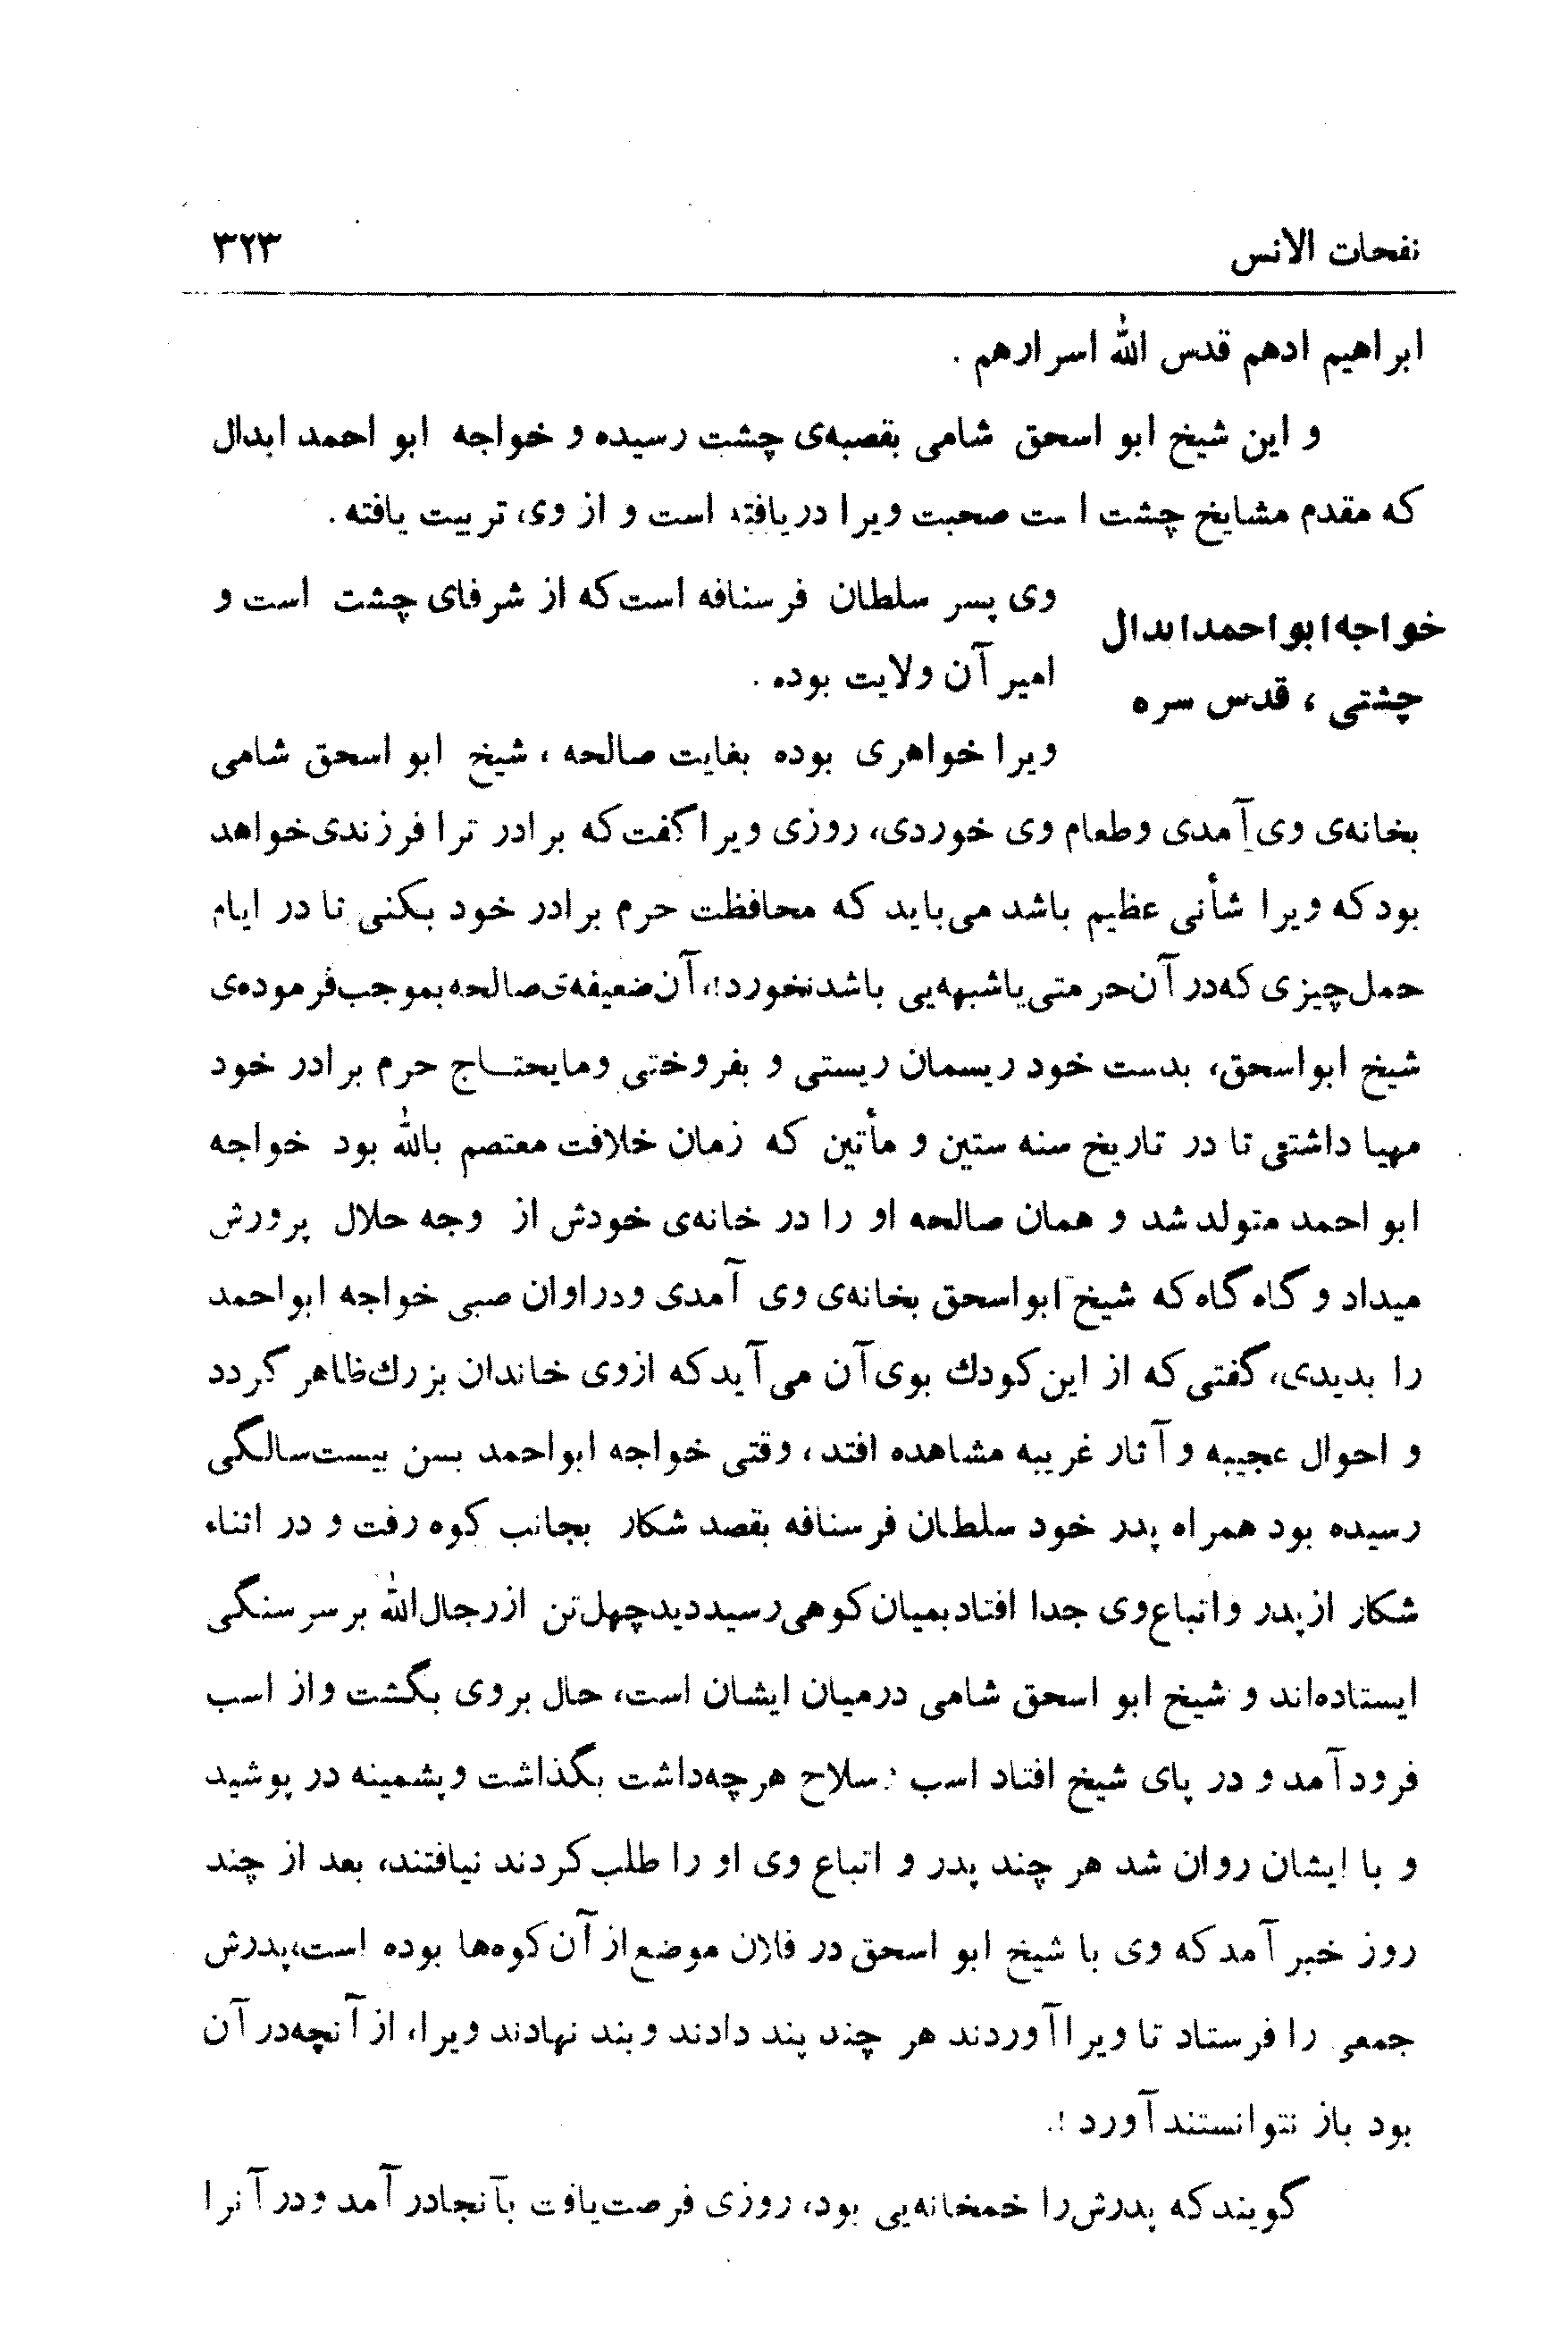 نفحات الانس ۳۲۳
ابراهیم ادهم قدس الله اسرارهم .
و این شیخ ابو اسحق شامی بقصبه‌ی چشت رسیده و خواجه ابو احمد ابدال
که مقدم مشایخ چشت است صحبت ویرا دریافته است و از وی، تربیت یافته .
خواجه ابو احمد ابدال
چشتی ، قدس سره
وی پسر سلطان فرسنافه است که از شرفای چشت است و
امیر آن ولایت بوده .
ویرا خواهری بوده بغایت صالحه ، شیخ ابو اسحق شامی
بخانه‌ی وی آمدی وطعام وی خوردی، روزی ویرا گفت که برادر ترا فرزندی خواهد
بود که ویرا شأنی عظیم باشد می‌باید که محافظت حرم برادر خود بکنی تا در ایام
حمل چیزی که در آن حرمتی یا شبهه‌یی باشد نخورد!، آن ضعیفه‌ی صالحه بموجب فرموده‌ی
شیخ ابواسحق، بدست خود ریسمان ریستی و بفروختی ومایحتاج حرم برادر خود
مهیا داشتی تا در تاریخ سنه ستین و مأتین که زمان خلافت معتصم بالله بود خواجه
ابو احمد متولد شد و همان صالحه او را در خانه‌ی خودش از وجه حلال پرورش
میداد و گاه گاه که شیخ ابواسحق بخانه‌ی وی آمدی ودر اوان صبی خواجه ابواحمد
را بدیدی، گفتی که از این کودك بوی آن می‌آید که ازوی خاندان بزرك ظاهر گردد
و احوال عجیبه و آثار غریبه مشاهده افتد ، وقتی خواجه ابواحمد بسن بیست‌سالگی
رسیده بود همراه پدر خود سلطان فرسنافه بقصد شکار بجانب کوه رفت و در اثناء
شکار از پدر و اتباع وی جدا افتاد بمیان کوهی رسید دید چهل تن از رجال الله بر سر سنگی
ایستاده‌اند و شیخ ابو اسحق شامی درمیان ایشان است، حال بروی بگشت واز اسب
فرود آمد و در پای شیخ افتاد اسب و سلاح هرچه داشت بگذاشت وپشمینه در پوشید
و با ایشان روان شد هر چند پدر و اتباع وی او را طلب کردند نیافتند، بعد از چند
روز خبر آمد که وی با شیخ ابو اسحق در فلان موضع از آن کوه‌ها بوده است، پدرش
جمعی را فرستاد تا ویرا آوردند هر چند پند دادند وبند نهادند ویرا، از آنچه در آن
بود باز نتوانستند آورد !.
گویند که پدرش را خمخانه‌یی بود، روزی فرصت یافت بآنجا درآمد و در آنرا